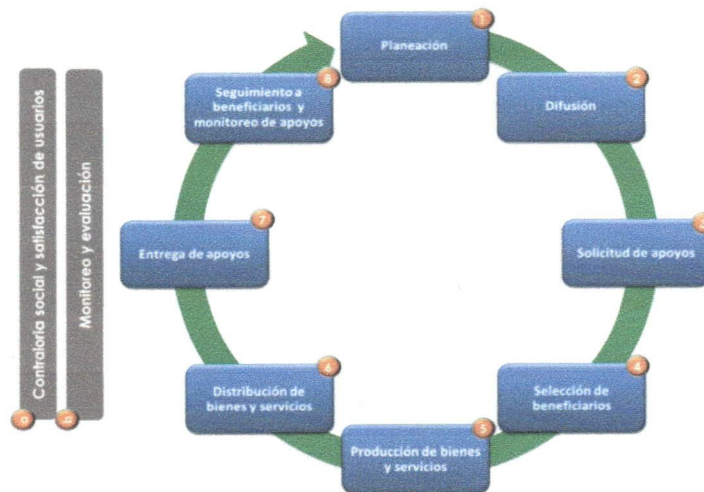 1
Planeación
2
Difusión
3
Solicitud de apoyos
4
Selección de
beneficiarios
5
Producción de bienes
y servicios
6
Distribución de
bienes y servicios
7
Entrega de apoyos
8
Seguimiento a
beneficiarios y
monitoreo de apoyos
Contraloría social y satisfacción de usuarios
Monitoreo y evaluación